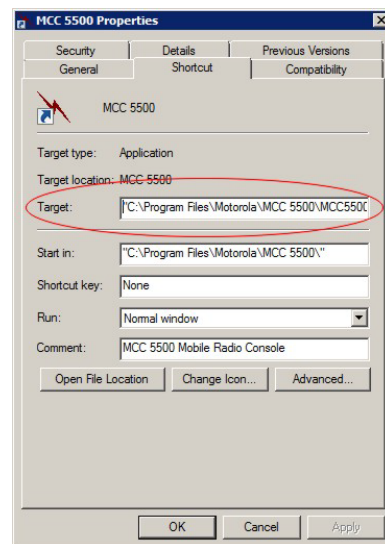 MCC 5500 Properties
Security Details Previous Versions
General Shortcut Compatibility
MCC 5500
Target type: Application
Target location: MCC 5500
Target: "C:\Program Files\Motorola\MCC 5500\MCC5500
Start in: "C:\Program Files\Motorola\MCC 5500\"
Shortcut key: None
Run: Normal window
Comment: MCC 5500 Mobile Radio Console
Open File Location Change Icon... Advanced...
OK Cancel Apply